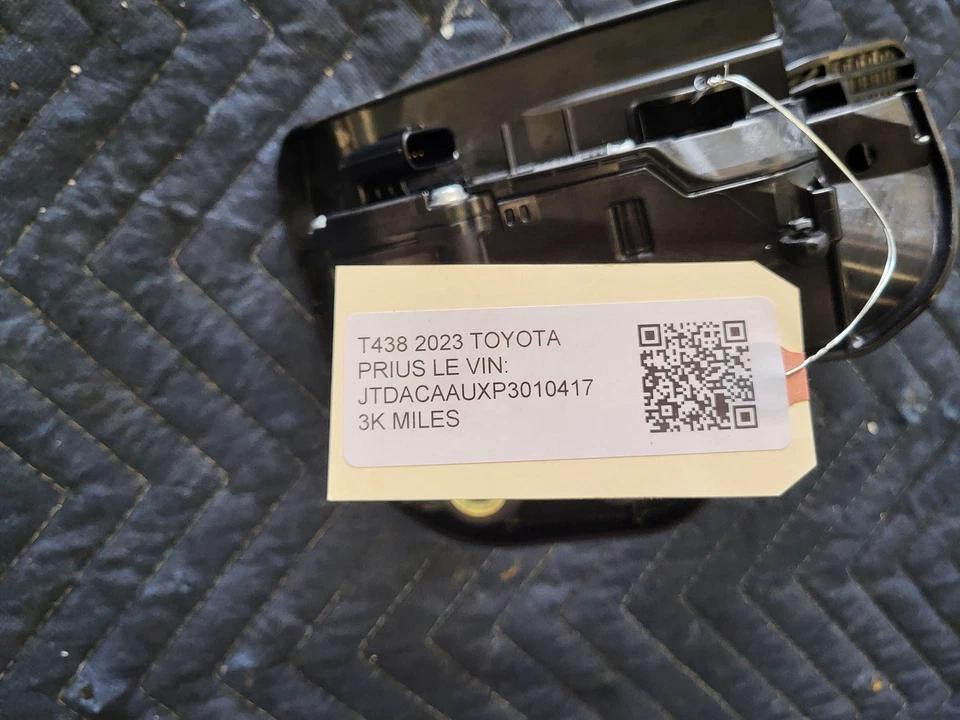 T438 2023 TOYOTA
PRIUS LE VIN:
JTDACAAUXP3010417
3K MILES